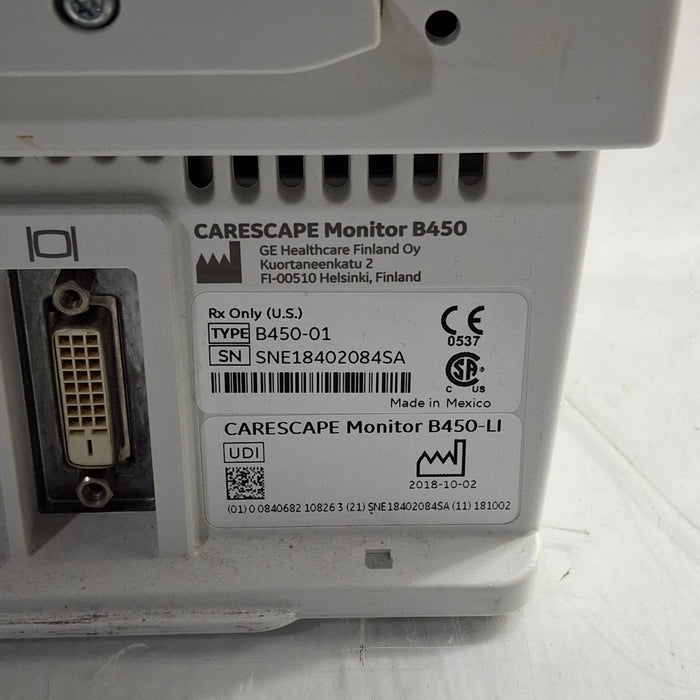 CARESCAPE Monitor B450
GE Healthcare Finland Oy
Kuortaneenkatu 2
FI-00510 Helsinki, Finland
Rx Only (U.S.)
TYPE B450-01
SN SNE18402084SA
CE
0537
SA
C US
Made in Mexico
CARESCAPE Monitor B450-LI
UDI
2018-10-02
(01) 0 0840682 10826 3 (21) SNE18402084SA (11) 181002